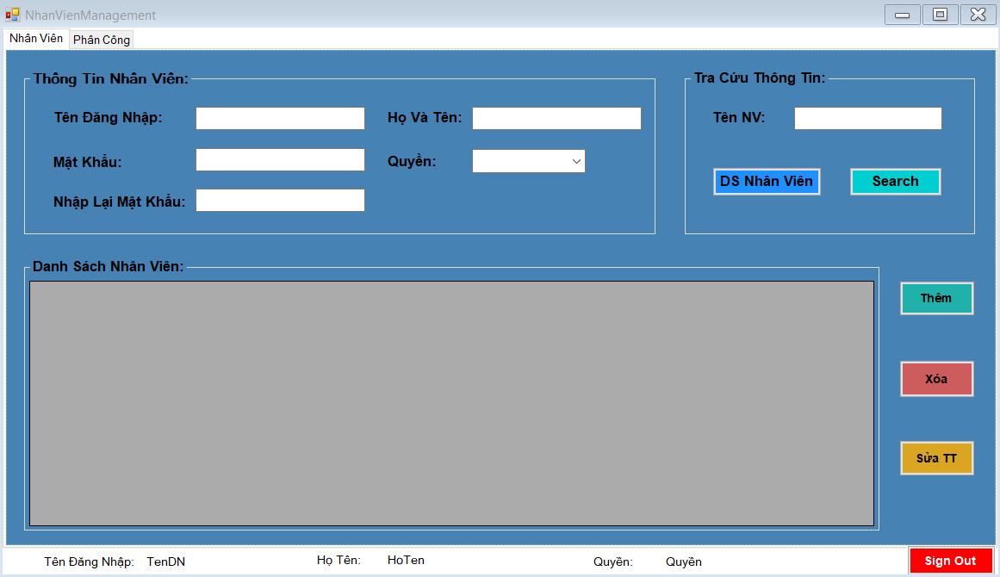 NhanVienManagement
Nhân Viên Phân Công
Thông Tin Nhân Viên: Tra Cứu Thông Tin:
Tên Đăng Nhập: Họ Và Tên: Tên NV:
Mật Khẩu: Quyền:
DS Nhân Viên Search
Nhập Lại Mật Khẩu:
Danh Sách Nhân Viên:
Thêm
Xóa
Sửa TT
Tên Đăng Nhập: TenDN Họ Tên: HoTen Quyền: Quyền Sign Out